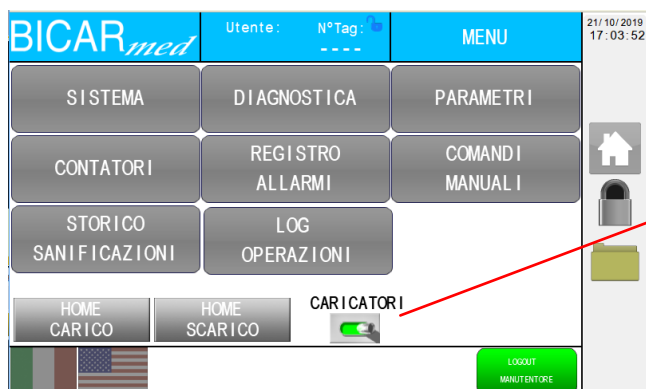 BICARmed
Utente: N°Tag:
----
MENU
21/10/2019
17:03:52
SISTEMA
DIAGNOSTICA
PARAMETRI
CONTATORI
REGISTRO
ALLARMI
COMANDI
MANUALI
STORICO
SANIFICAZIONI
LOG
OPERAZIONI
HOME
CARICO
HOME
SCARICO
CARICATORI
LOGOUT
MANUTENTORE